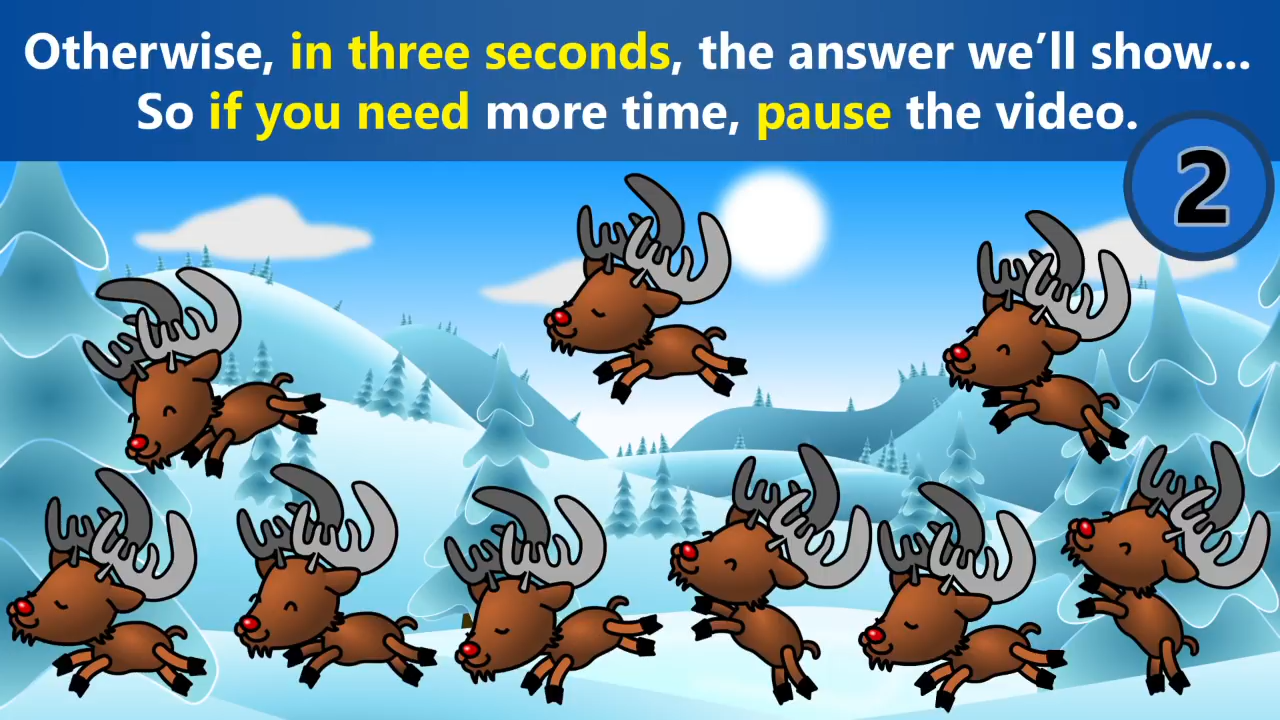 Otherwise, in three seconds, the answer we’ll show...
So if you need more time, pause the video.
2